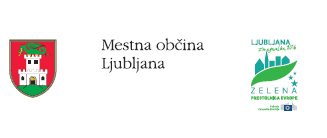 Mestna občina
Ljubljana
LJUBLJANA
ZELENA
PRESTOLNICA EVROPE